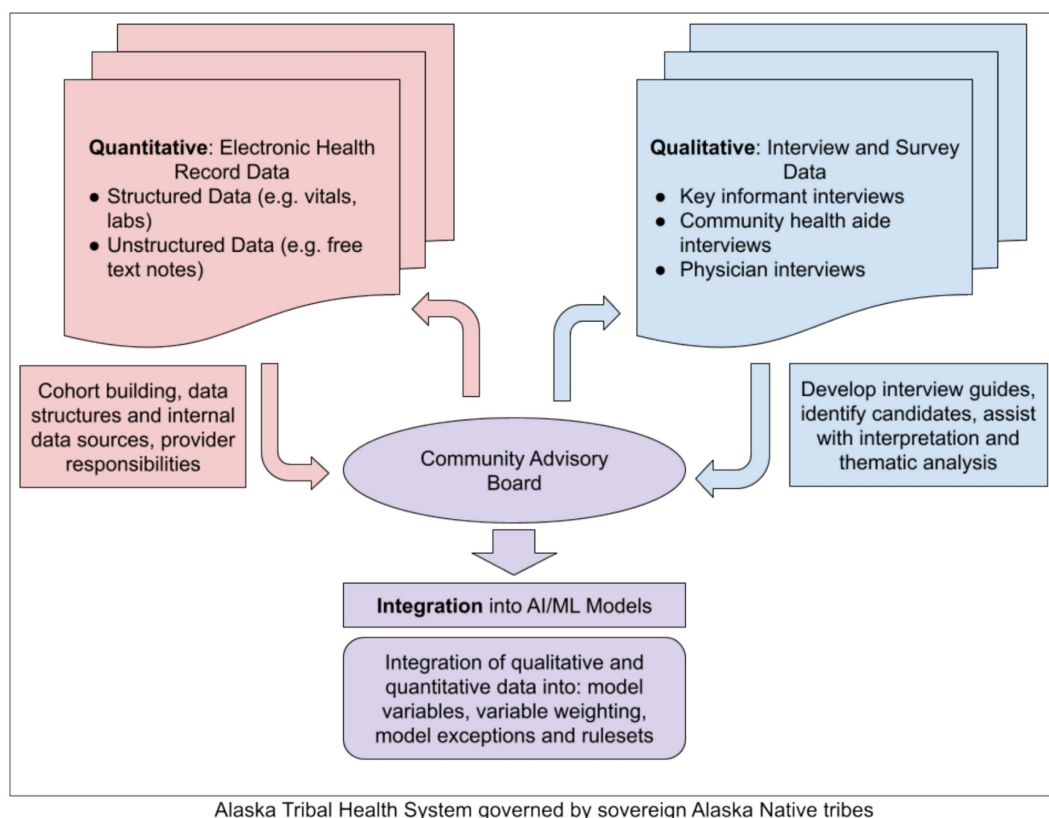 Quantitative: Electronic Health
Record Data
● Structured Data (e.g. vitals,
labs)
● Unstructured Data (e.g. free
text notes)
Qualitative: Interview and Survey
Data
● Key informant interviews
● Community health aide
interviews
● Physician interviews
Cohort building, data
structures and internal
data sources, provider
responsibilities
Community Advisory
Board
Develop interview guides,
identify candidates, assist
with interpretation and
thematic analysis
Integration into AI/ML Models
Integration of qualitative and
quantitative data into: model
variables, variable weighting,
model exceptions and rulesets
Alaska Tribal Health System governed by sovereign Alaska Native tribes